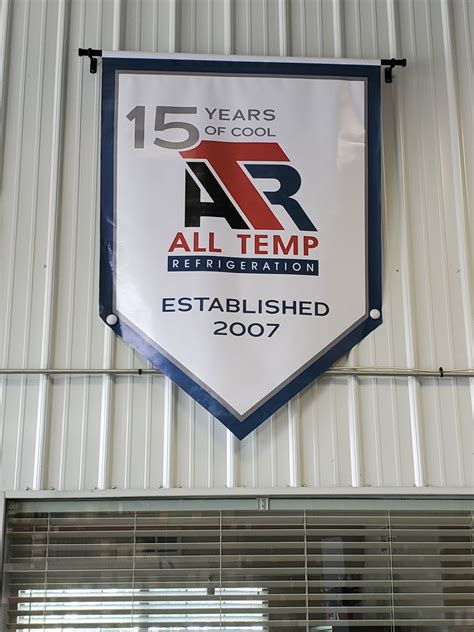 15 YEARS
OF COOL
ATR
ALL TEMP
REFRIGERATION
ESTABLISHED
2007